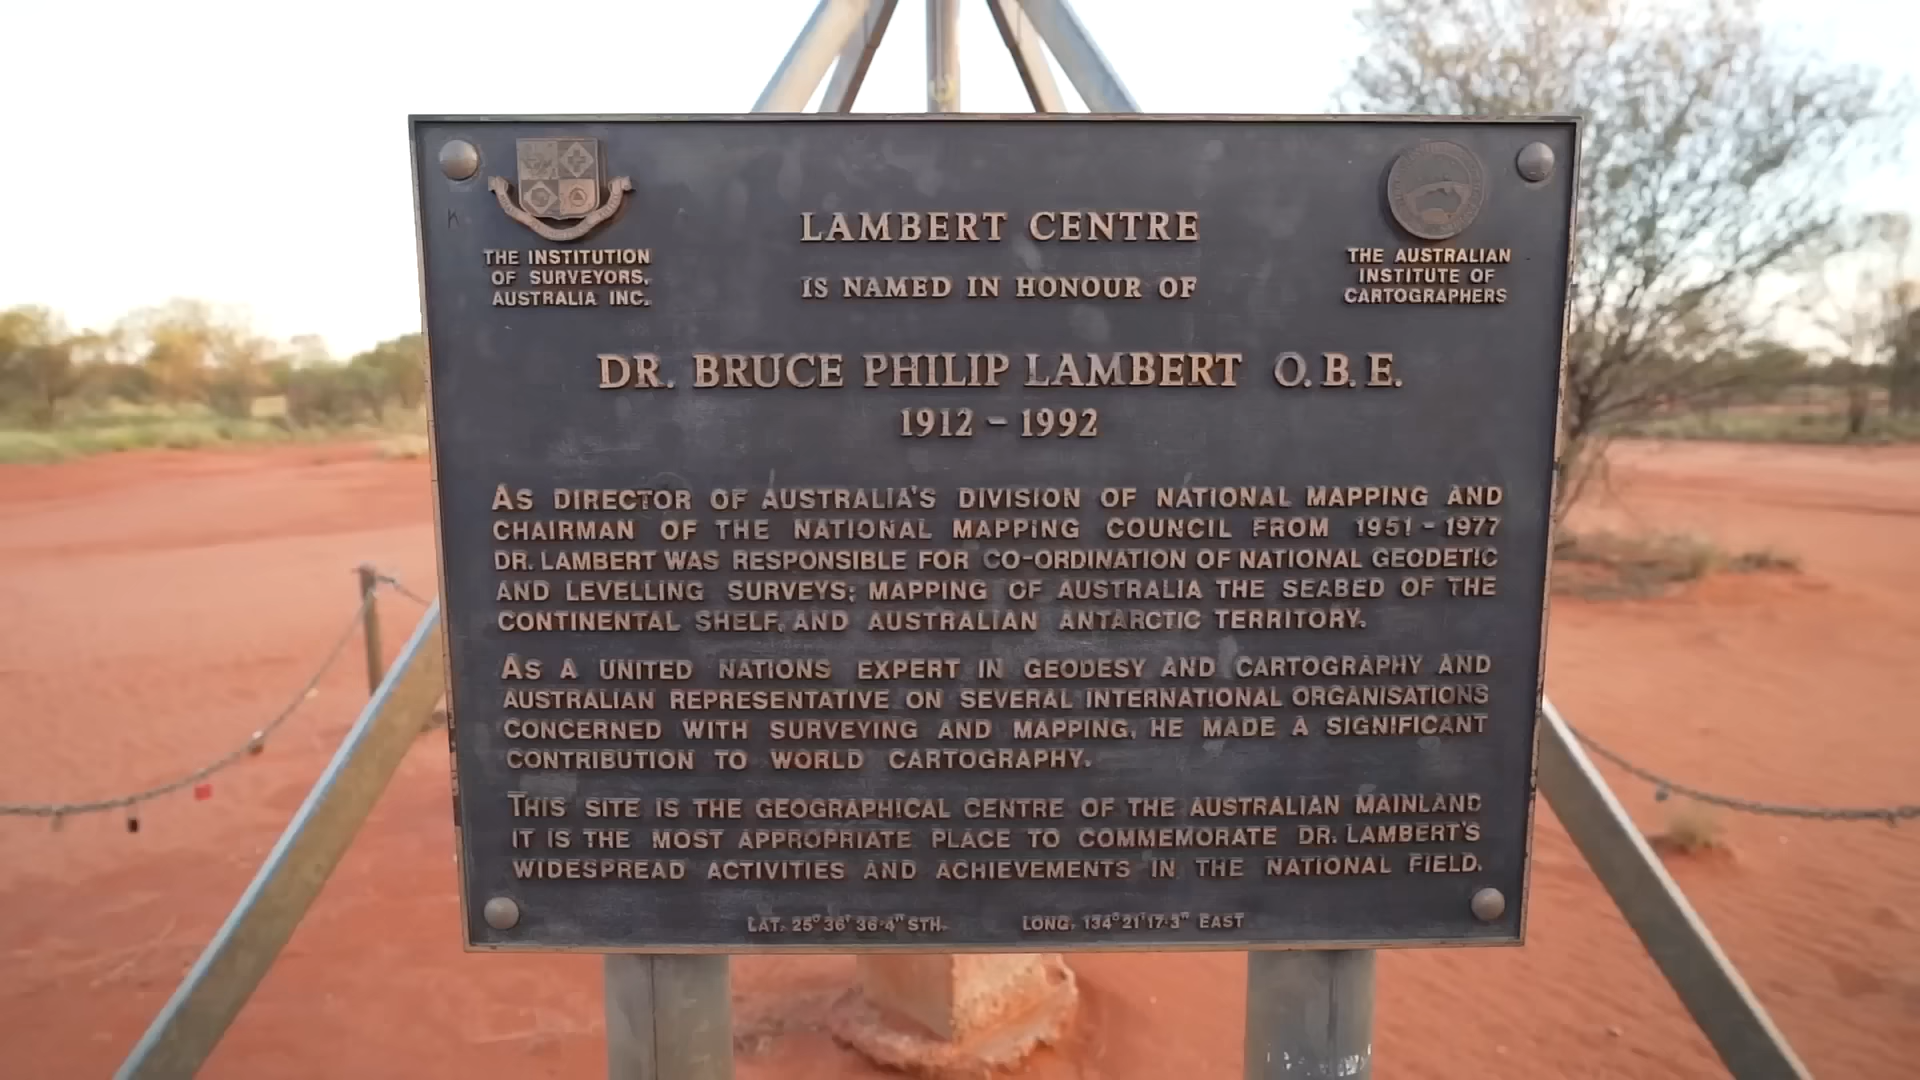 THE INSTITUTION
OF SURVEYORS,
AUSTRALIA INC.
LAMBERT CENTRE
IS NAMED IN HONOUR OF
THE AUSTRALIAN
INSTITUTE OF
CARTOGRAPHERS
DR. BRUCE PHILIP LAMBERT O.B.E.
1912 - 1992
AS DIRECTOR OF AUSTRALIA'S DIVISION OF NATIONAL MAPPING AND
CHAIRMAN OF THE NATIONAL MAPPING COUNCIL FROM 1951 - 1977
DR. LAMBERT WAS RESPONSIBLE FOR CO-ORDINATION OF NATIONAL GEODETIC
AND LEVELLING SURVEYS; MAPPING OF AUSTRALIA THE SEABED OF THE
CONTINENTAL SHELF, AND AUSTRALIAN ANTARCTIC TERRITORY.
AS A UNITED NATIONS EXPERT IN GEODESY AND CARTOGRAPHY AND
AUSTRALIAN REPRESENTATIVE ON SEVERAL INTERNATIONAL ORGANISATIONS
CONCERNED WITH SURVEYING AND MAPPING, HE MADE A SIGNIFICANT
CONTRIBUTION TO WORLD CARTOGRAPHY.
THIS SITE IS THE GEOGRAPHICAL CENTRE OF THE AUSTRALIAN MAINLAND
IT IS THE MOST APPROPRIATE PLACE TO COMMEMORATE DR. LAMBERT'S
WIDESPREAD ACTIVITIES AND ACHIEVEMENTS IN THE NATIONAL FIELD.
LAT. 25° 36' 36·4" STH. LONG. 134° 21' 17·3" EAST